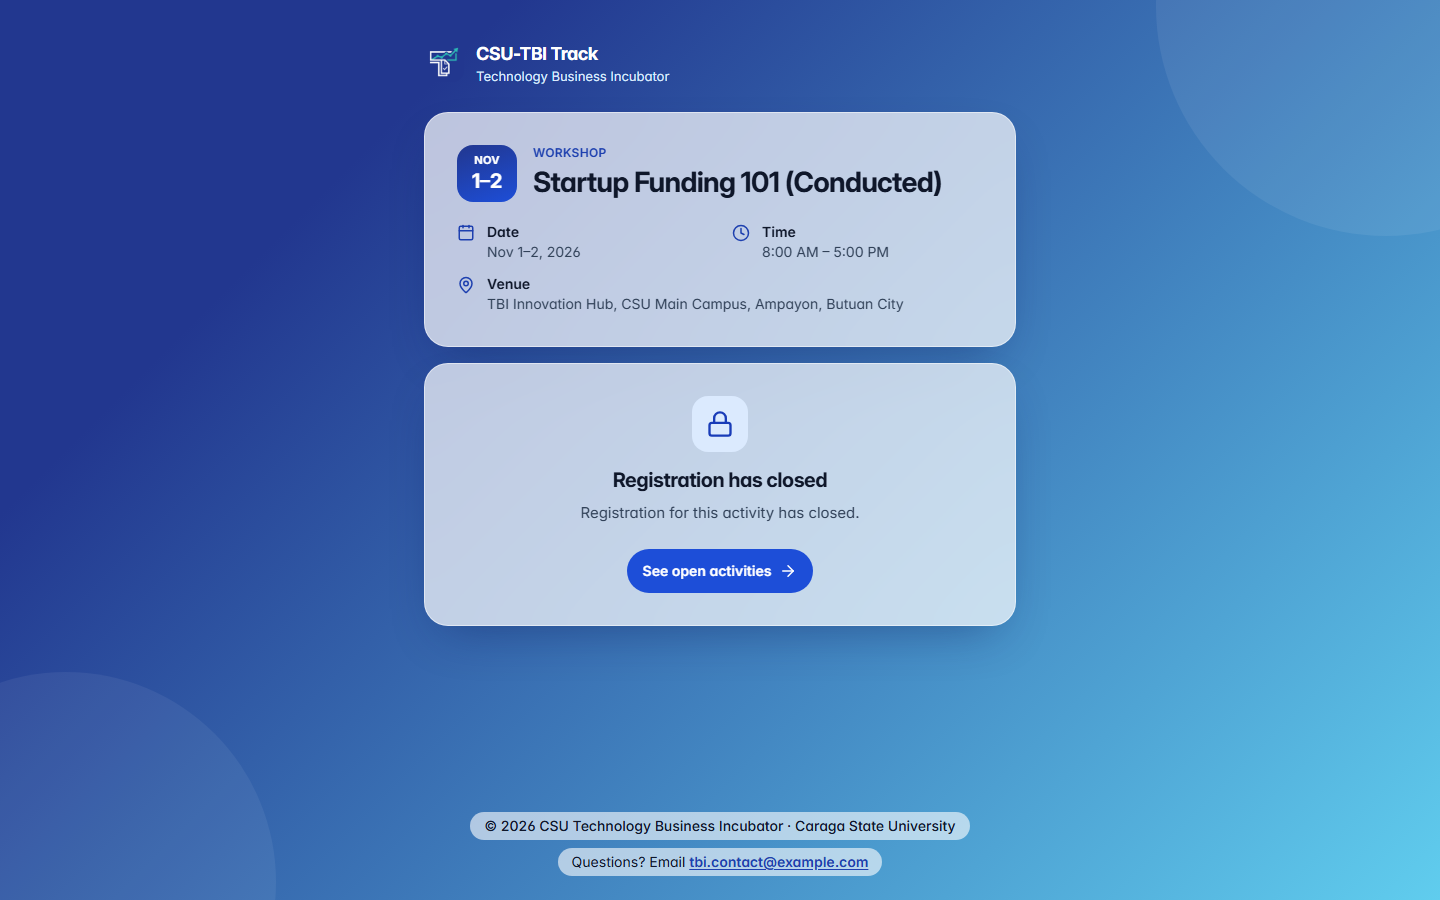 CSU-TBI Track
Technology Business Incubator
NOV
1–2
WORKSHOP
Startup Funding 101 (Conducted)
Date
Nov 1–2, 2026
Time
8:00 AM – 5:00 PM
Venue
TBI Innovation Hub, CSU Main Campus, Ampayon, Butuan City
Registration has closed
Registration for this activity has closed.
See open activities
© 2026 CSU Technology Business Incubator · Caraga State University
Questions? Email tbi.contact@example.com